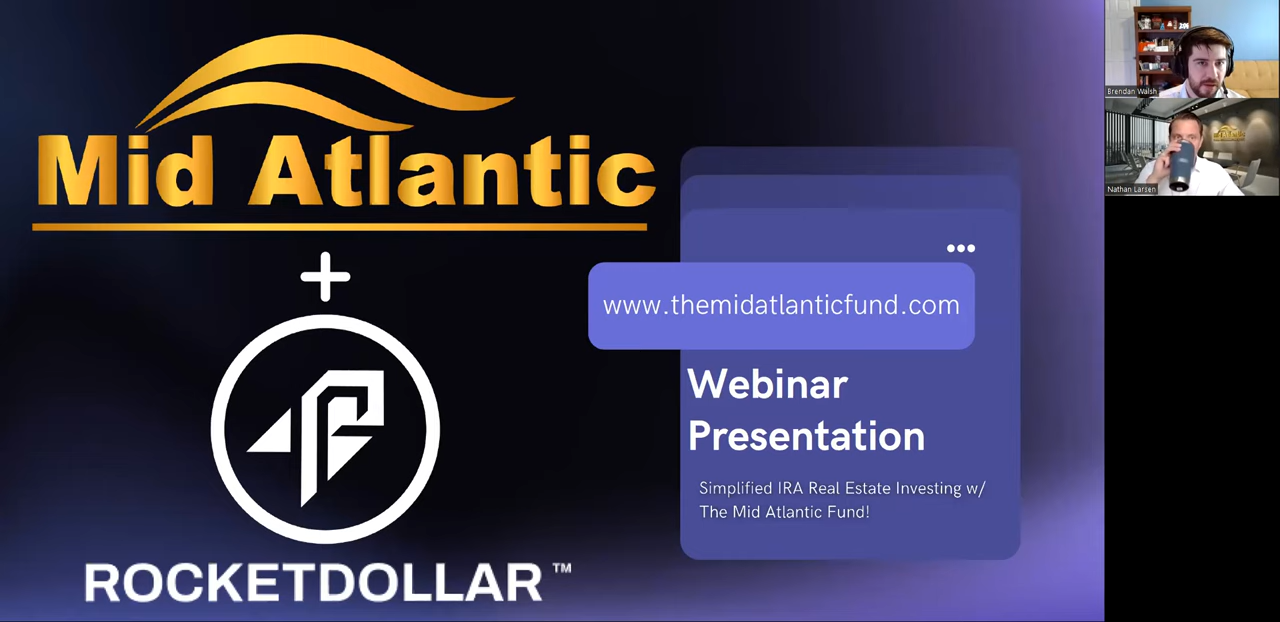 Mid Atlantic
+
ROCKETDOLLAR™
www.themidatlanticfund.com
Webinar
Presentation
Simplified IRA Real Estate Investing w/
The Mid Atlantic Fund!
Brendan Walsh
Nathan Larsen